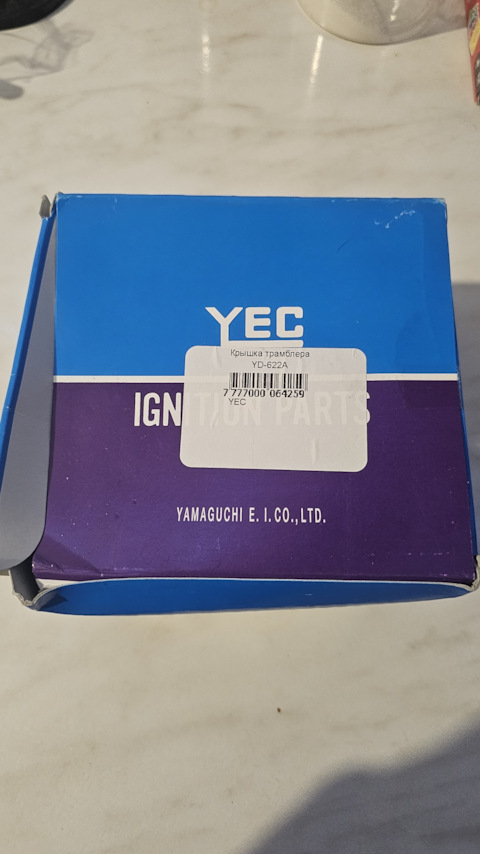 YEC
Крышка трамблера
YD-622A
7 777000 064259
YEC
IGNITION PARTS
YAMAGUCHI E. I. CO., LTD.